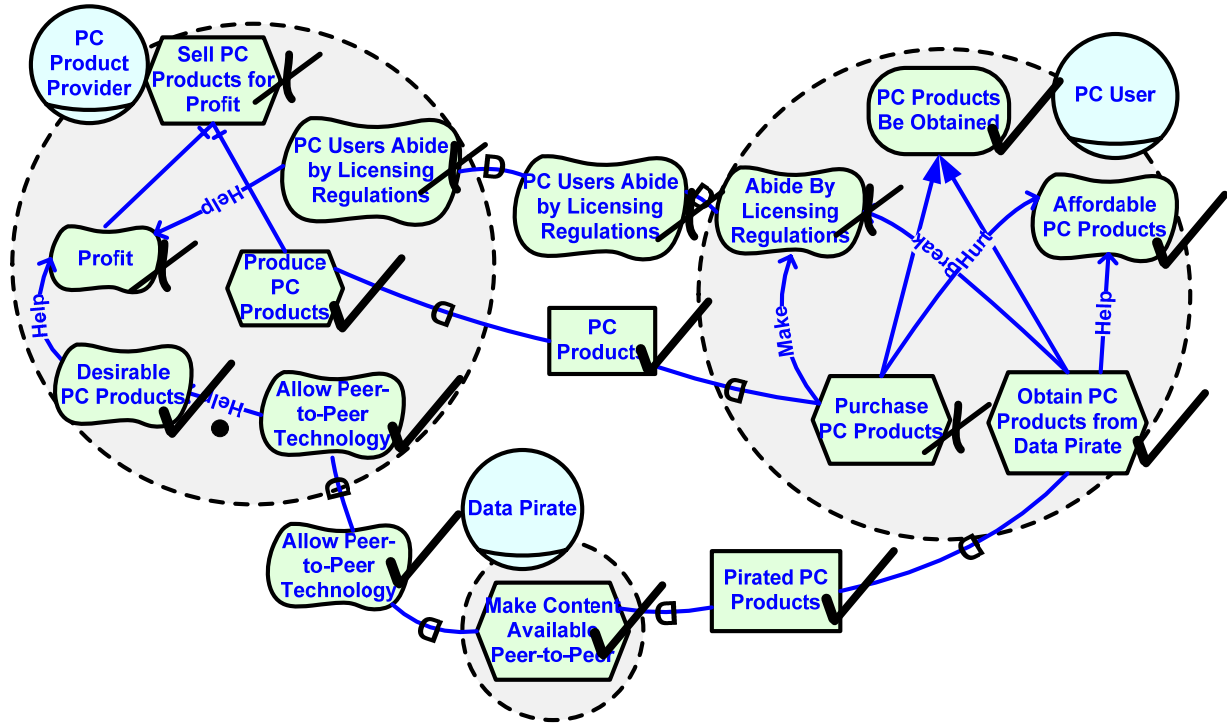 PC
Product
Provider
Sell PC
Products for
Profit
PC Users Abide
by Licensing
Regulations
Help
Profit
Produce
PC
Products
Help
Desirable
PC Products
Help
Allow Peer-
to-Peer
Technology
D
PC Users Abide
by Licensing
Regulations
D
D
PC
Products
D
PC Products
Be Obtained
PC User
Abide By
Licensing
Regulations
Affordable
PC Products
Break
Hurt
Make
Help
Purchase
PC Products
Obtain PC
Products from
Data Pirate
D
Allow Peer-
to-Peer
Technology
D
Data Pirate
Make Content
Available
Peer-to-Peer
D
Pirated PC
Products
D